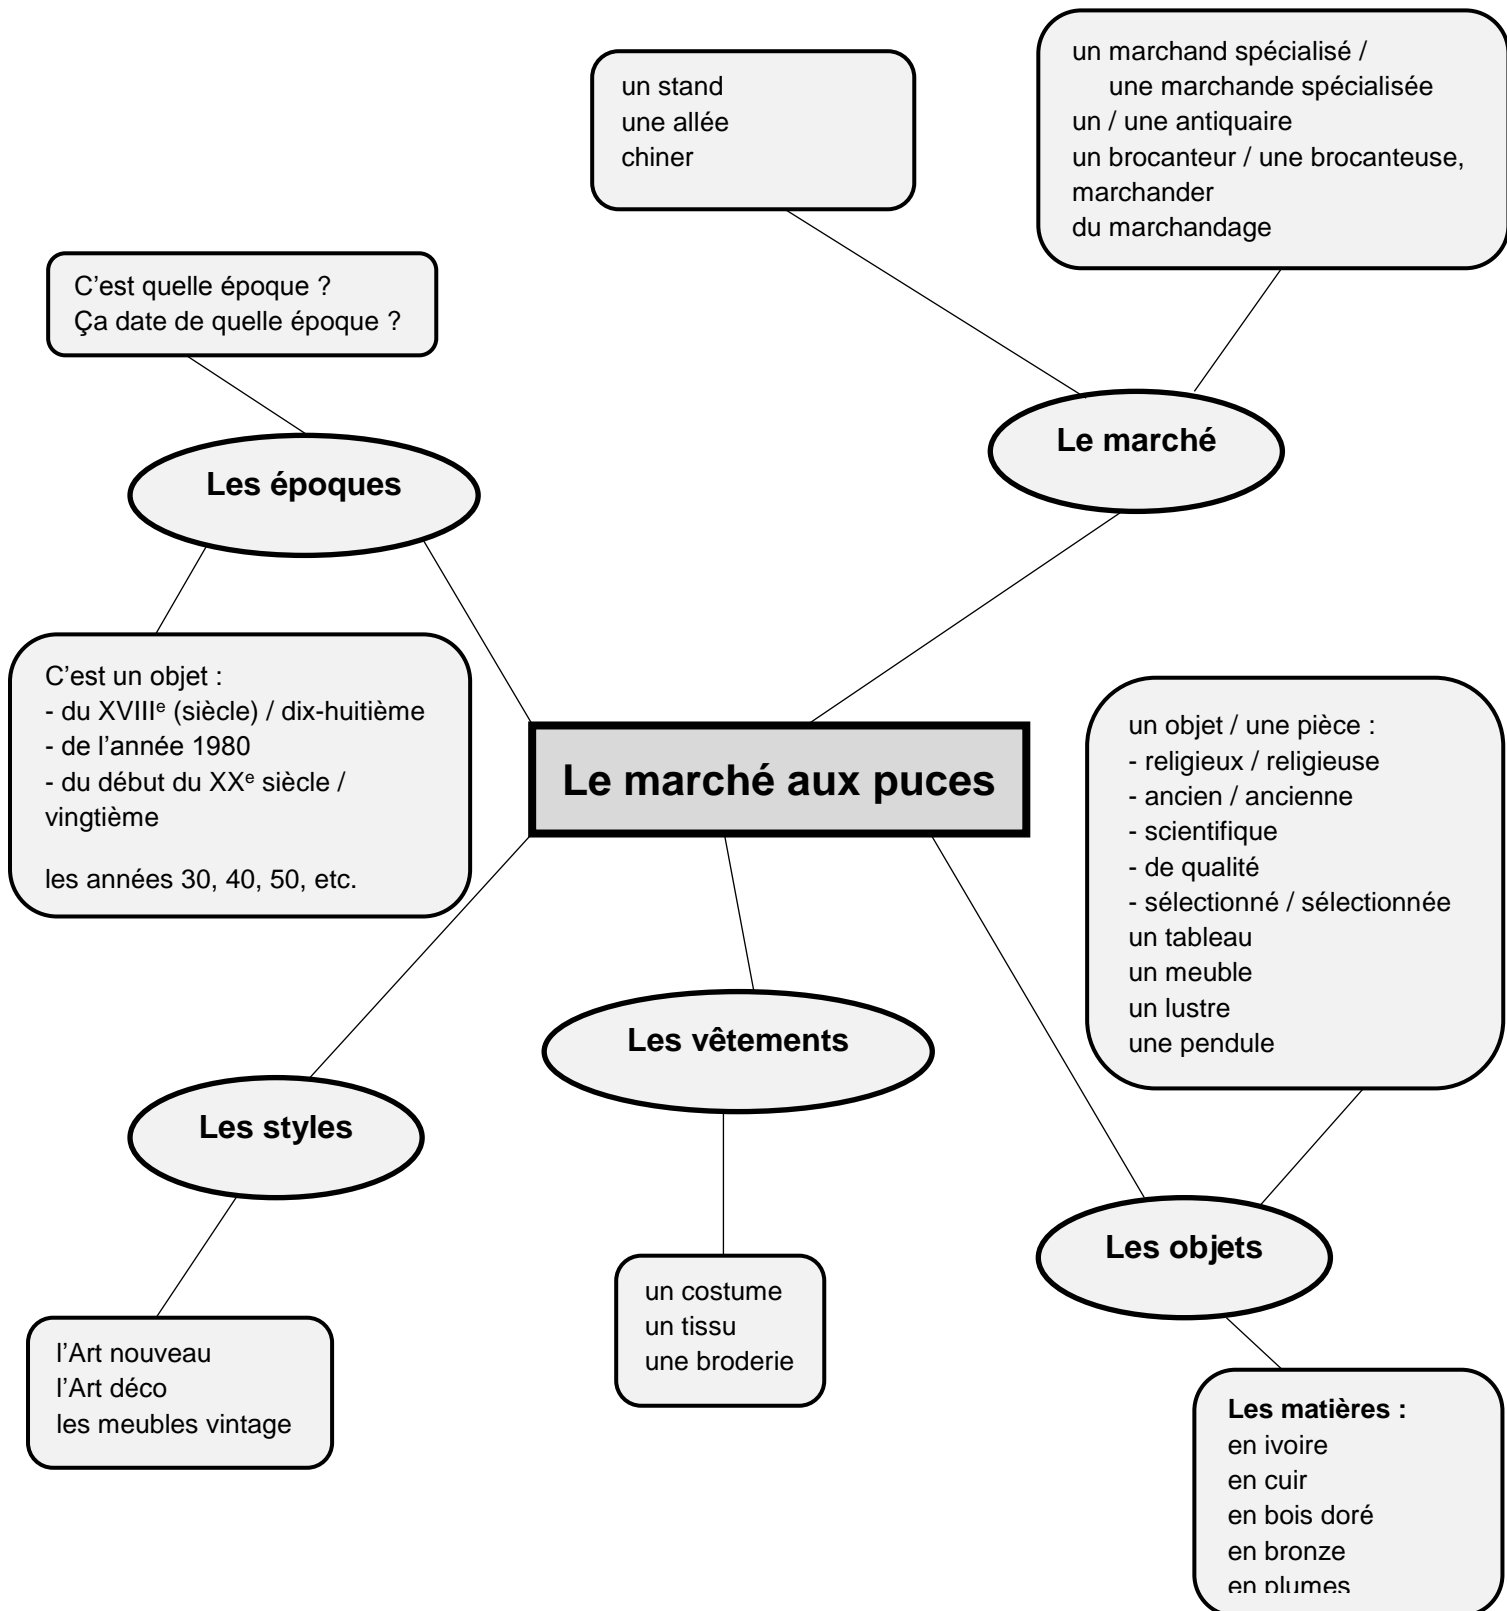 un stand
une allée
chiner
un marchand spécialisé /
une marchande spécialisée
un / une antiquaire
un brocanteur / une brocanteuse,
marchander
du marchandage
C’est quelle époque ?
Ça date de quelle époque ?
Le marché
Les époques
C’est un objet :
- du XVIIIᵉ (siècle) / dix-huitième
- de l’année 1980
- du début du XXᵉ siècle /
vingtième
les années 30, 40, 50, etc.
Le marché aux puces
un objet / une pièce :
- religieux / religieuse
- ancien / ancienne
- scientifique
- de qualité
- sélectionné / sélectionnée
un tableau
un meuble
un lustre
une pendule
Les vêtements
Les styles
Les objets
un costume
un tissu
une broderie
l’Art nouveau
l’Art déco
les meubles vintage
Les matières :
en ivoire
en cuir
en bois doré
en bronze
en plumes